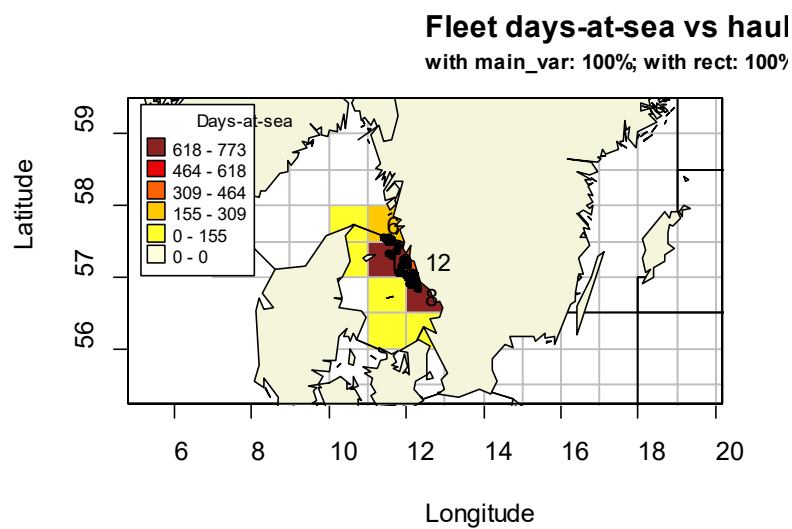 Fleet days-at-sea vs haul
with main_var: 100%; with rect: 100%
Days-at-sea
618 - 773
464 - 618
309 - 464
155 - 309
0 - 155
0 - 0
Latitude
59
58
57
56
6
12
8
6
8
10
12
14
16
18
20
Longitude